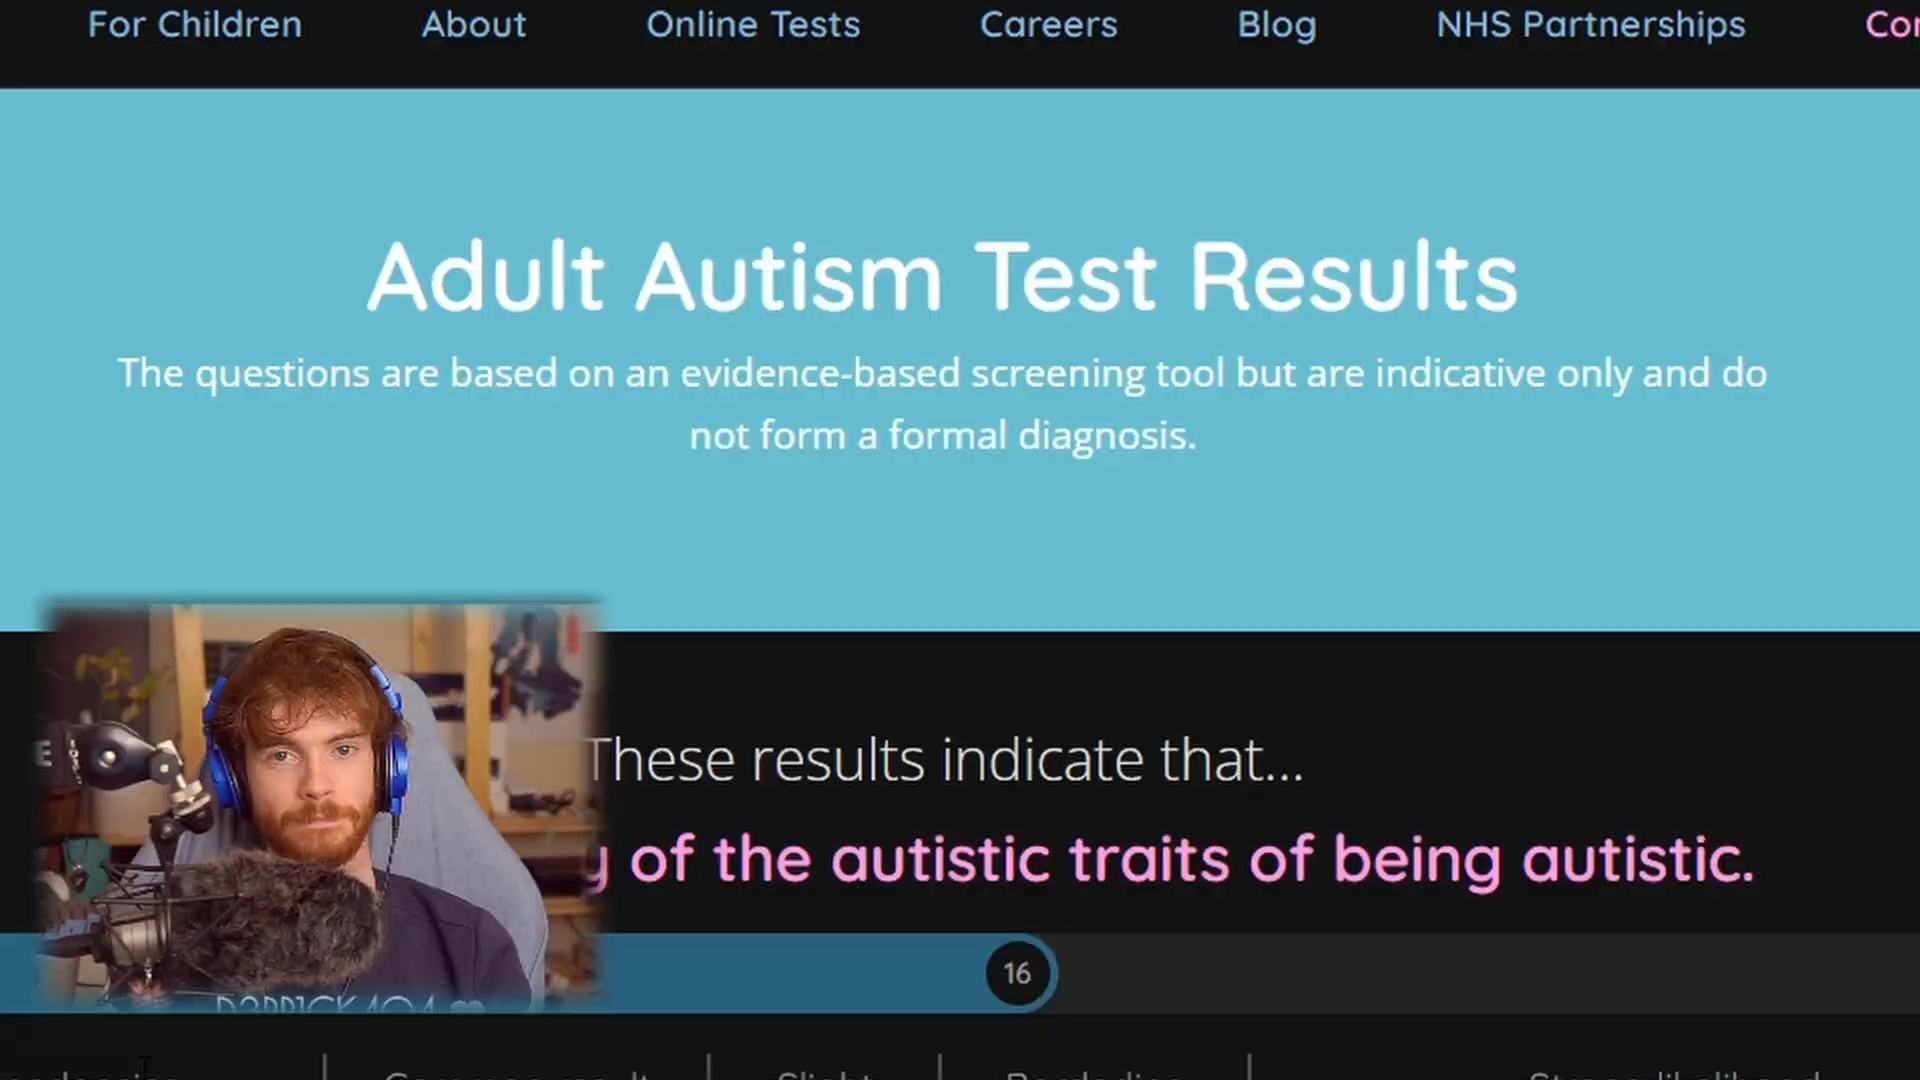 For Children About Online Tests Careers Blog NHS Partnerships
Adult Autism Test Results
The questions are based on an evidence-based screening tool but are indicative only and do
not form a formal diagnosis.
These results indicate that...
of the autistic traits of being autistic.
16